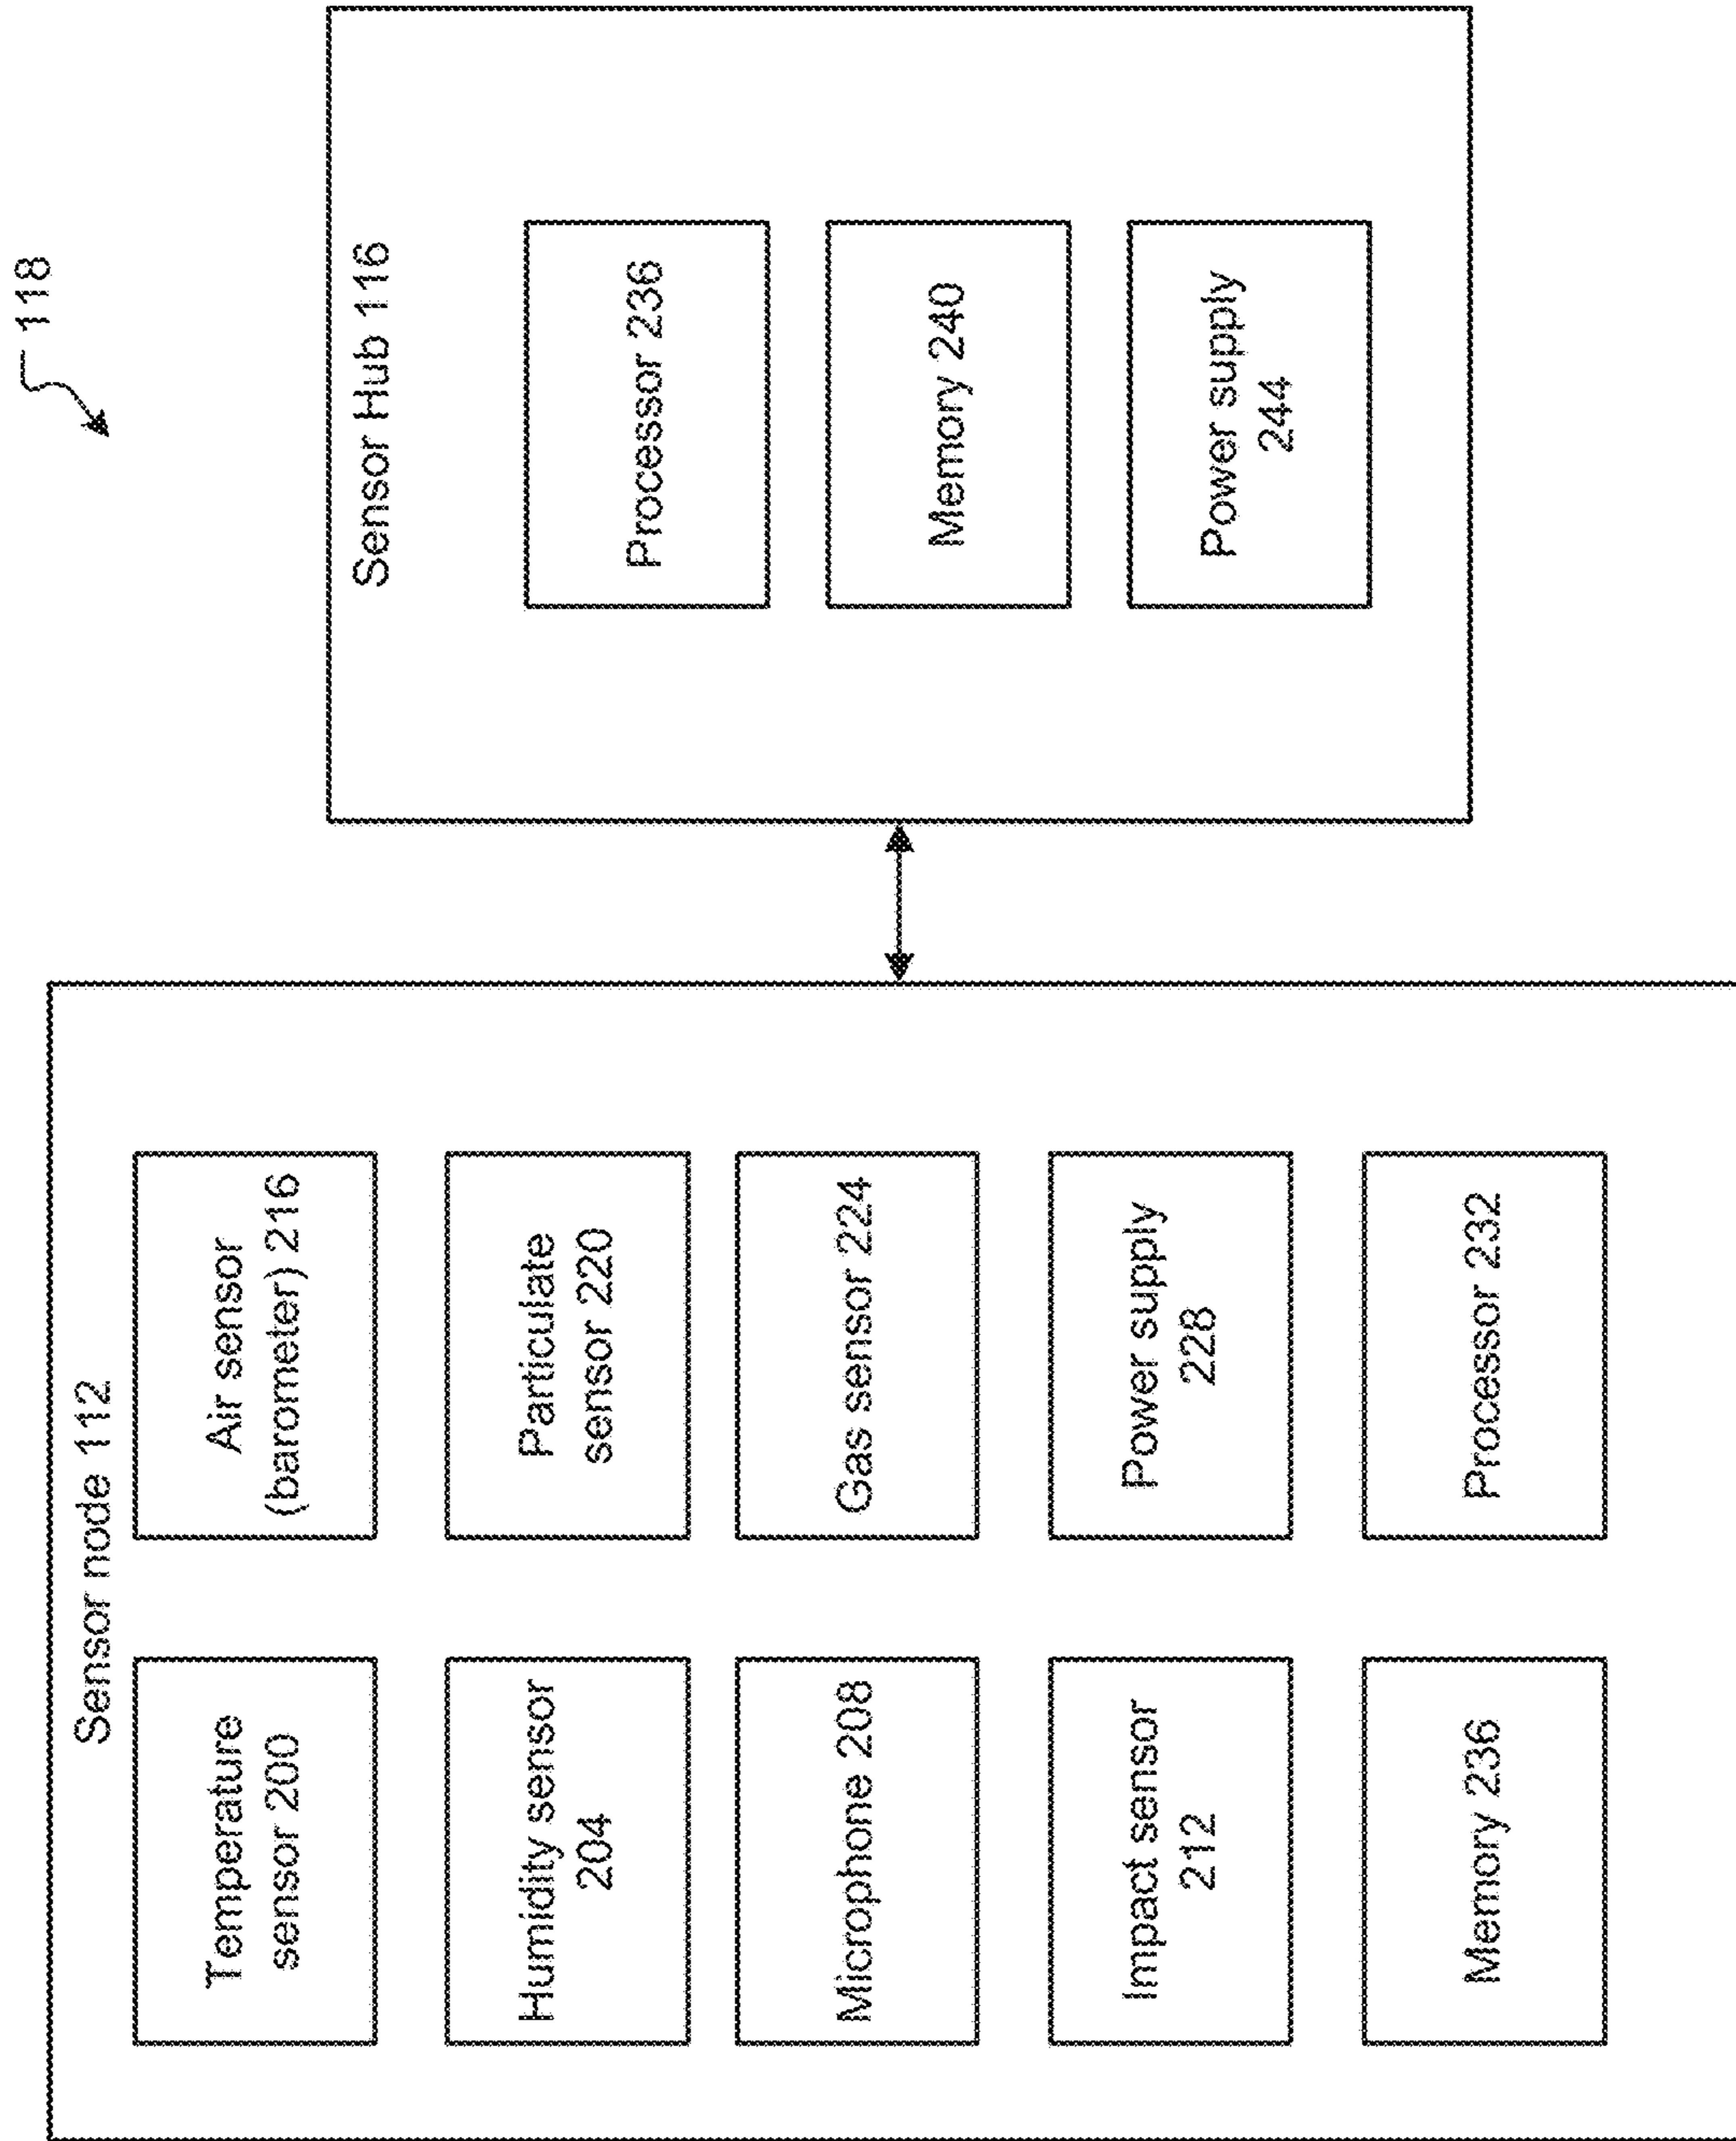 118
Sensor node 112
Temperature
sensor 200
Air sensor
(barometer) 216
Humidity sensor
204
Particulate
sensor 220
Microphone 208
Gas sensor 224
Impact sensor
212
Power supply
228
Memory 236
Processor 232
Sensor Hub 116
Processor 236
Memory 240
Power supply
244